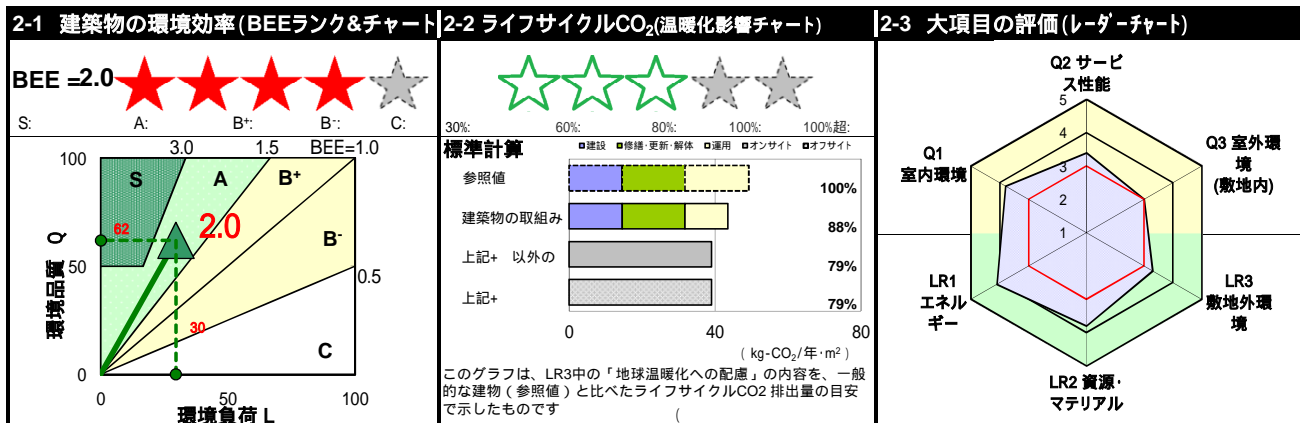 2-1 建築物の環境効率(BEEランク&チャート
BEE =2.0
S: A: B+: B-: C:
3.0 1.5 BEE=1.0
100
S
A
B+
62
2.0
B-
50
0.5
30
C
0
0 50 100
環境品質 Q
環境負荷 L
2-2 ライフサイクルCO2(温暖化影響チャート)
30%: 60%: 80%: 100%: 100%超:
標準計算
建設 修繕・更新・解体 運用 オンサイト オフサイト
参照値 100%
建築物の取組み 88%
上記+ 以外の 79%
上記+ 79%
0 40 80
( kg-CO2/年・m2 )
このグラフは、LR3中の「地球温暖化への配慮」の内容を、一般
的な建物(参照値)と比べたライフサイクルCO2 排出量の目安
で示したものです (
2-3 大項目の評価(レーダーチャート)
Q2 サービ
ス性能
5
4
3
2
1
Q1
室内環境
Q3 室外環
境
(敷地内)
LR1
エネル
ギー
LR3
敷地外環
境
LR2 資源・
マテリアル